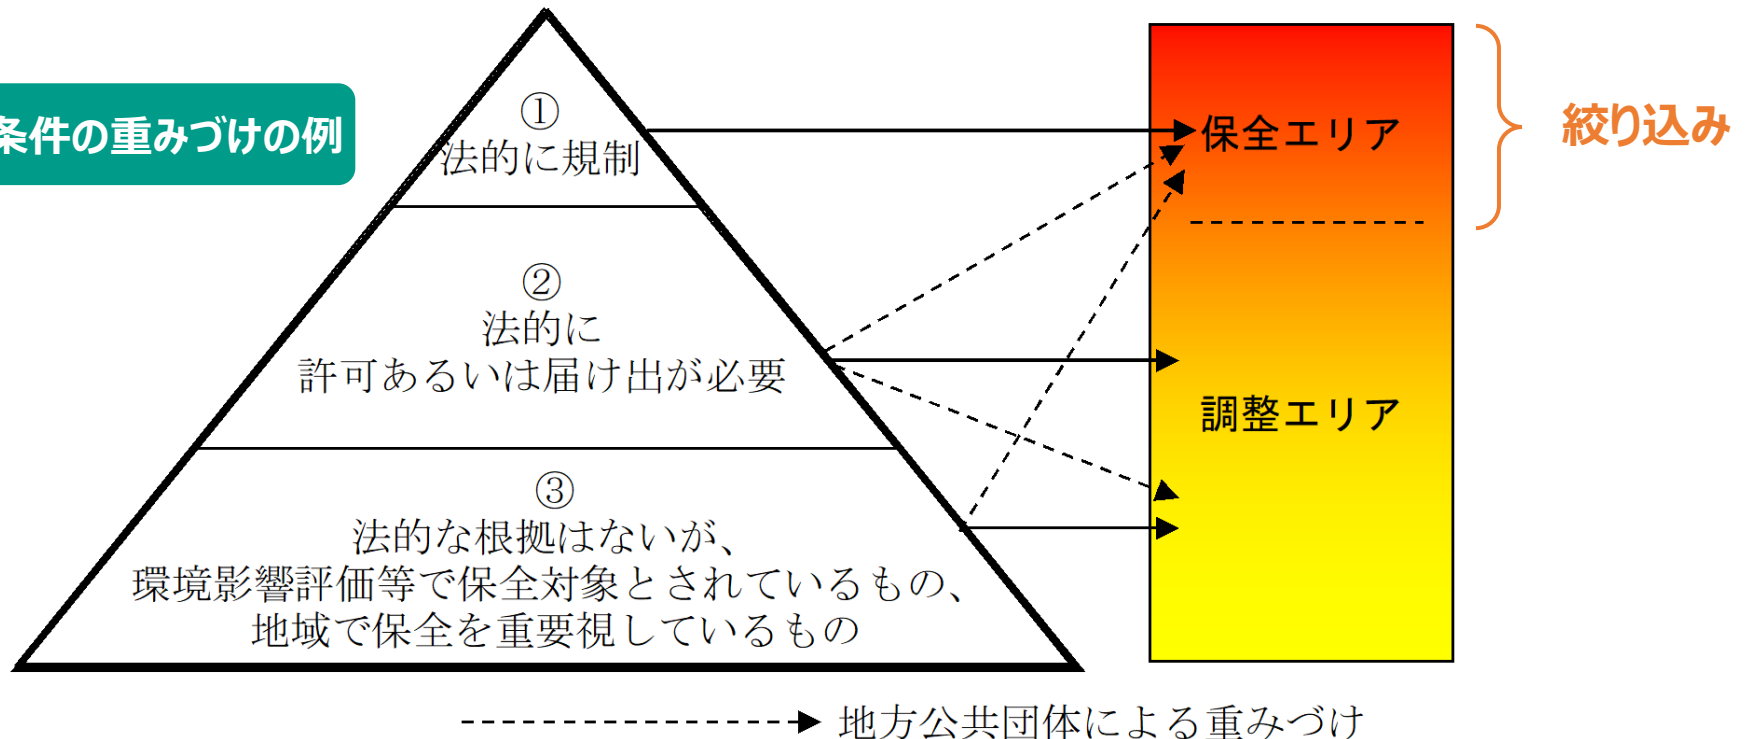 条件の重みづけの例
①
法的に規制
②
法的に
許可あるいは届け出が必要
③
法的な根拠はないが、
環境影響評価等で保全対象とされているもの、
地域で保全を重要視しているもの
保全エリア
調整エリア
絞り込み
地方公共団体による重みづけ